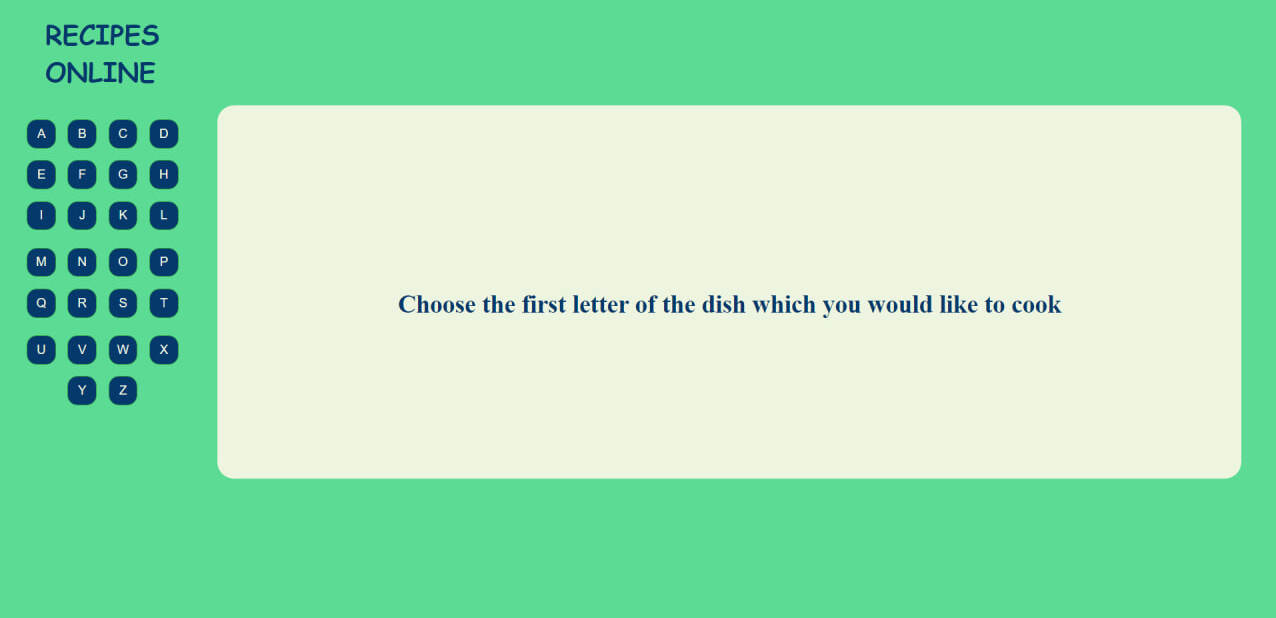 RECIPES
ONLINE
A B C D
E F G H
I J K L
M N O P
Q R S T
U V W X
Y Z
Choose the first letter of the dish which you would like to cook